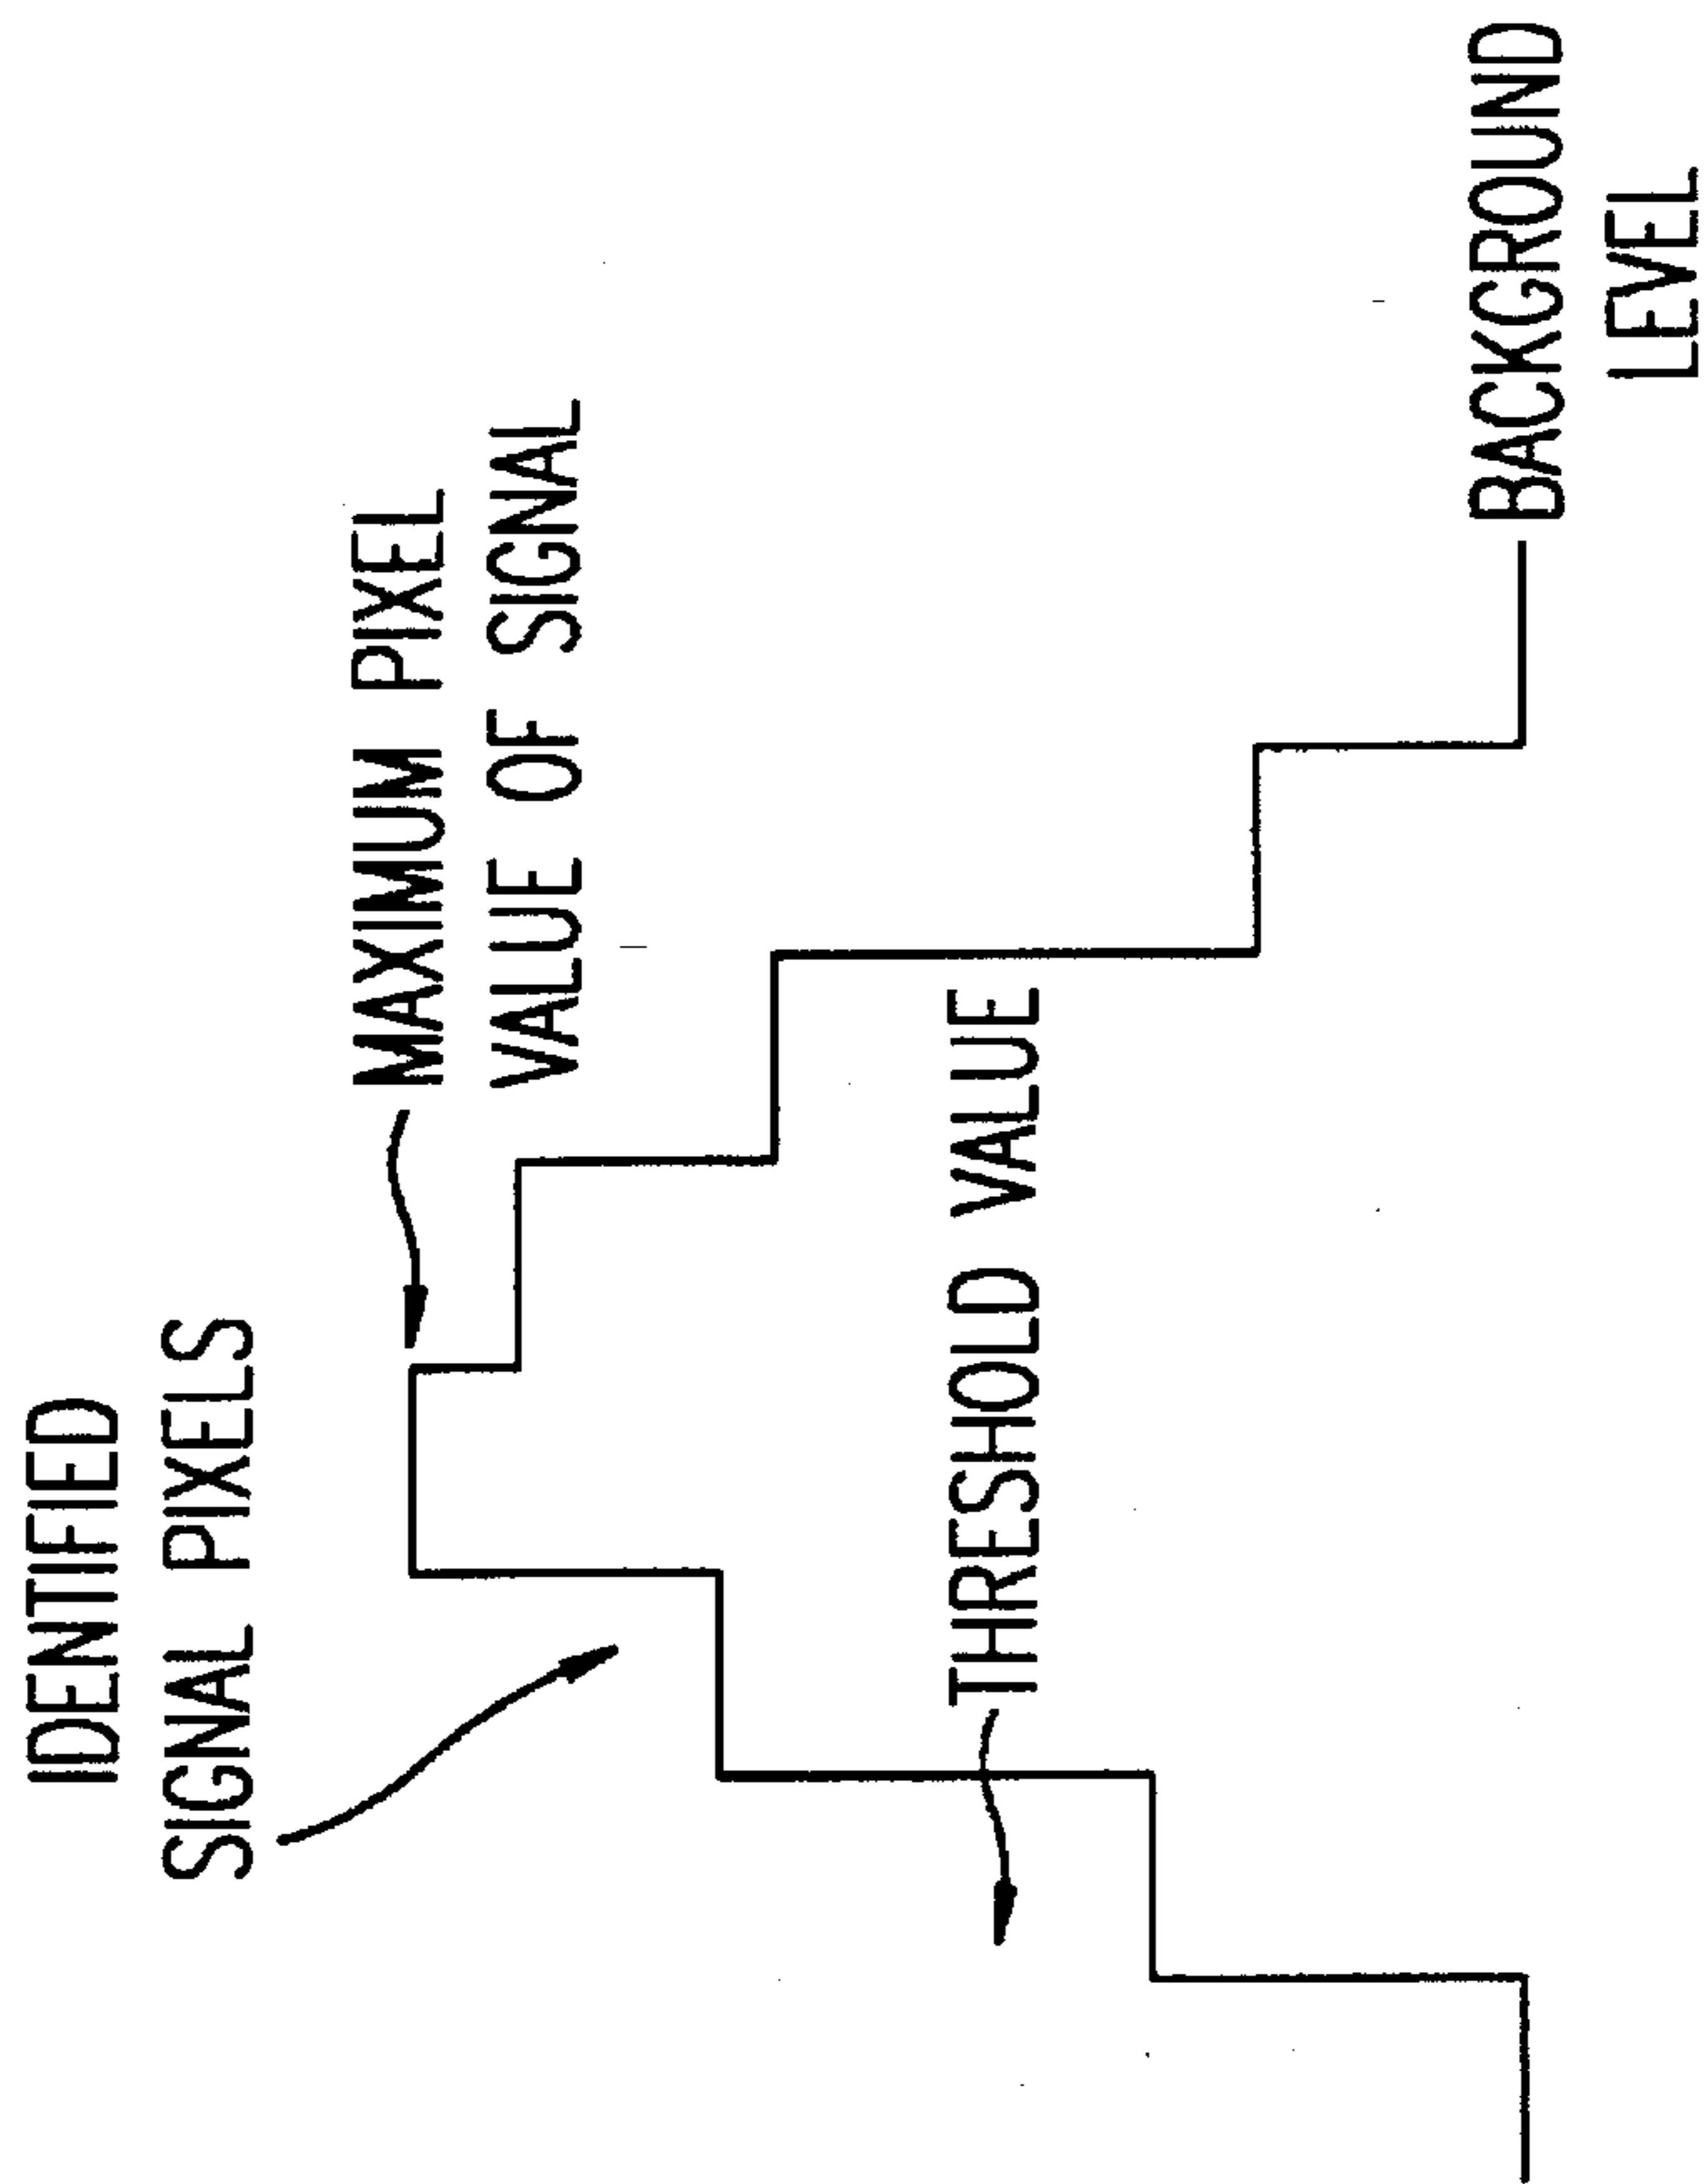 IDENTIFIED
SIGNAL PIXELS
MAXIMUM PIXEL
VALUE OF SIGNAL
THRESHOLD VALUE
BACKGROUND
LEVEL